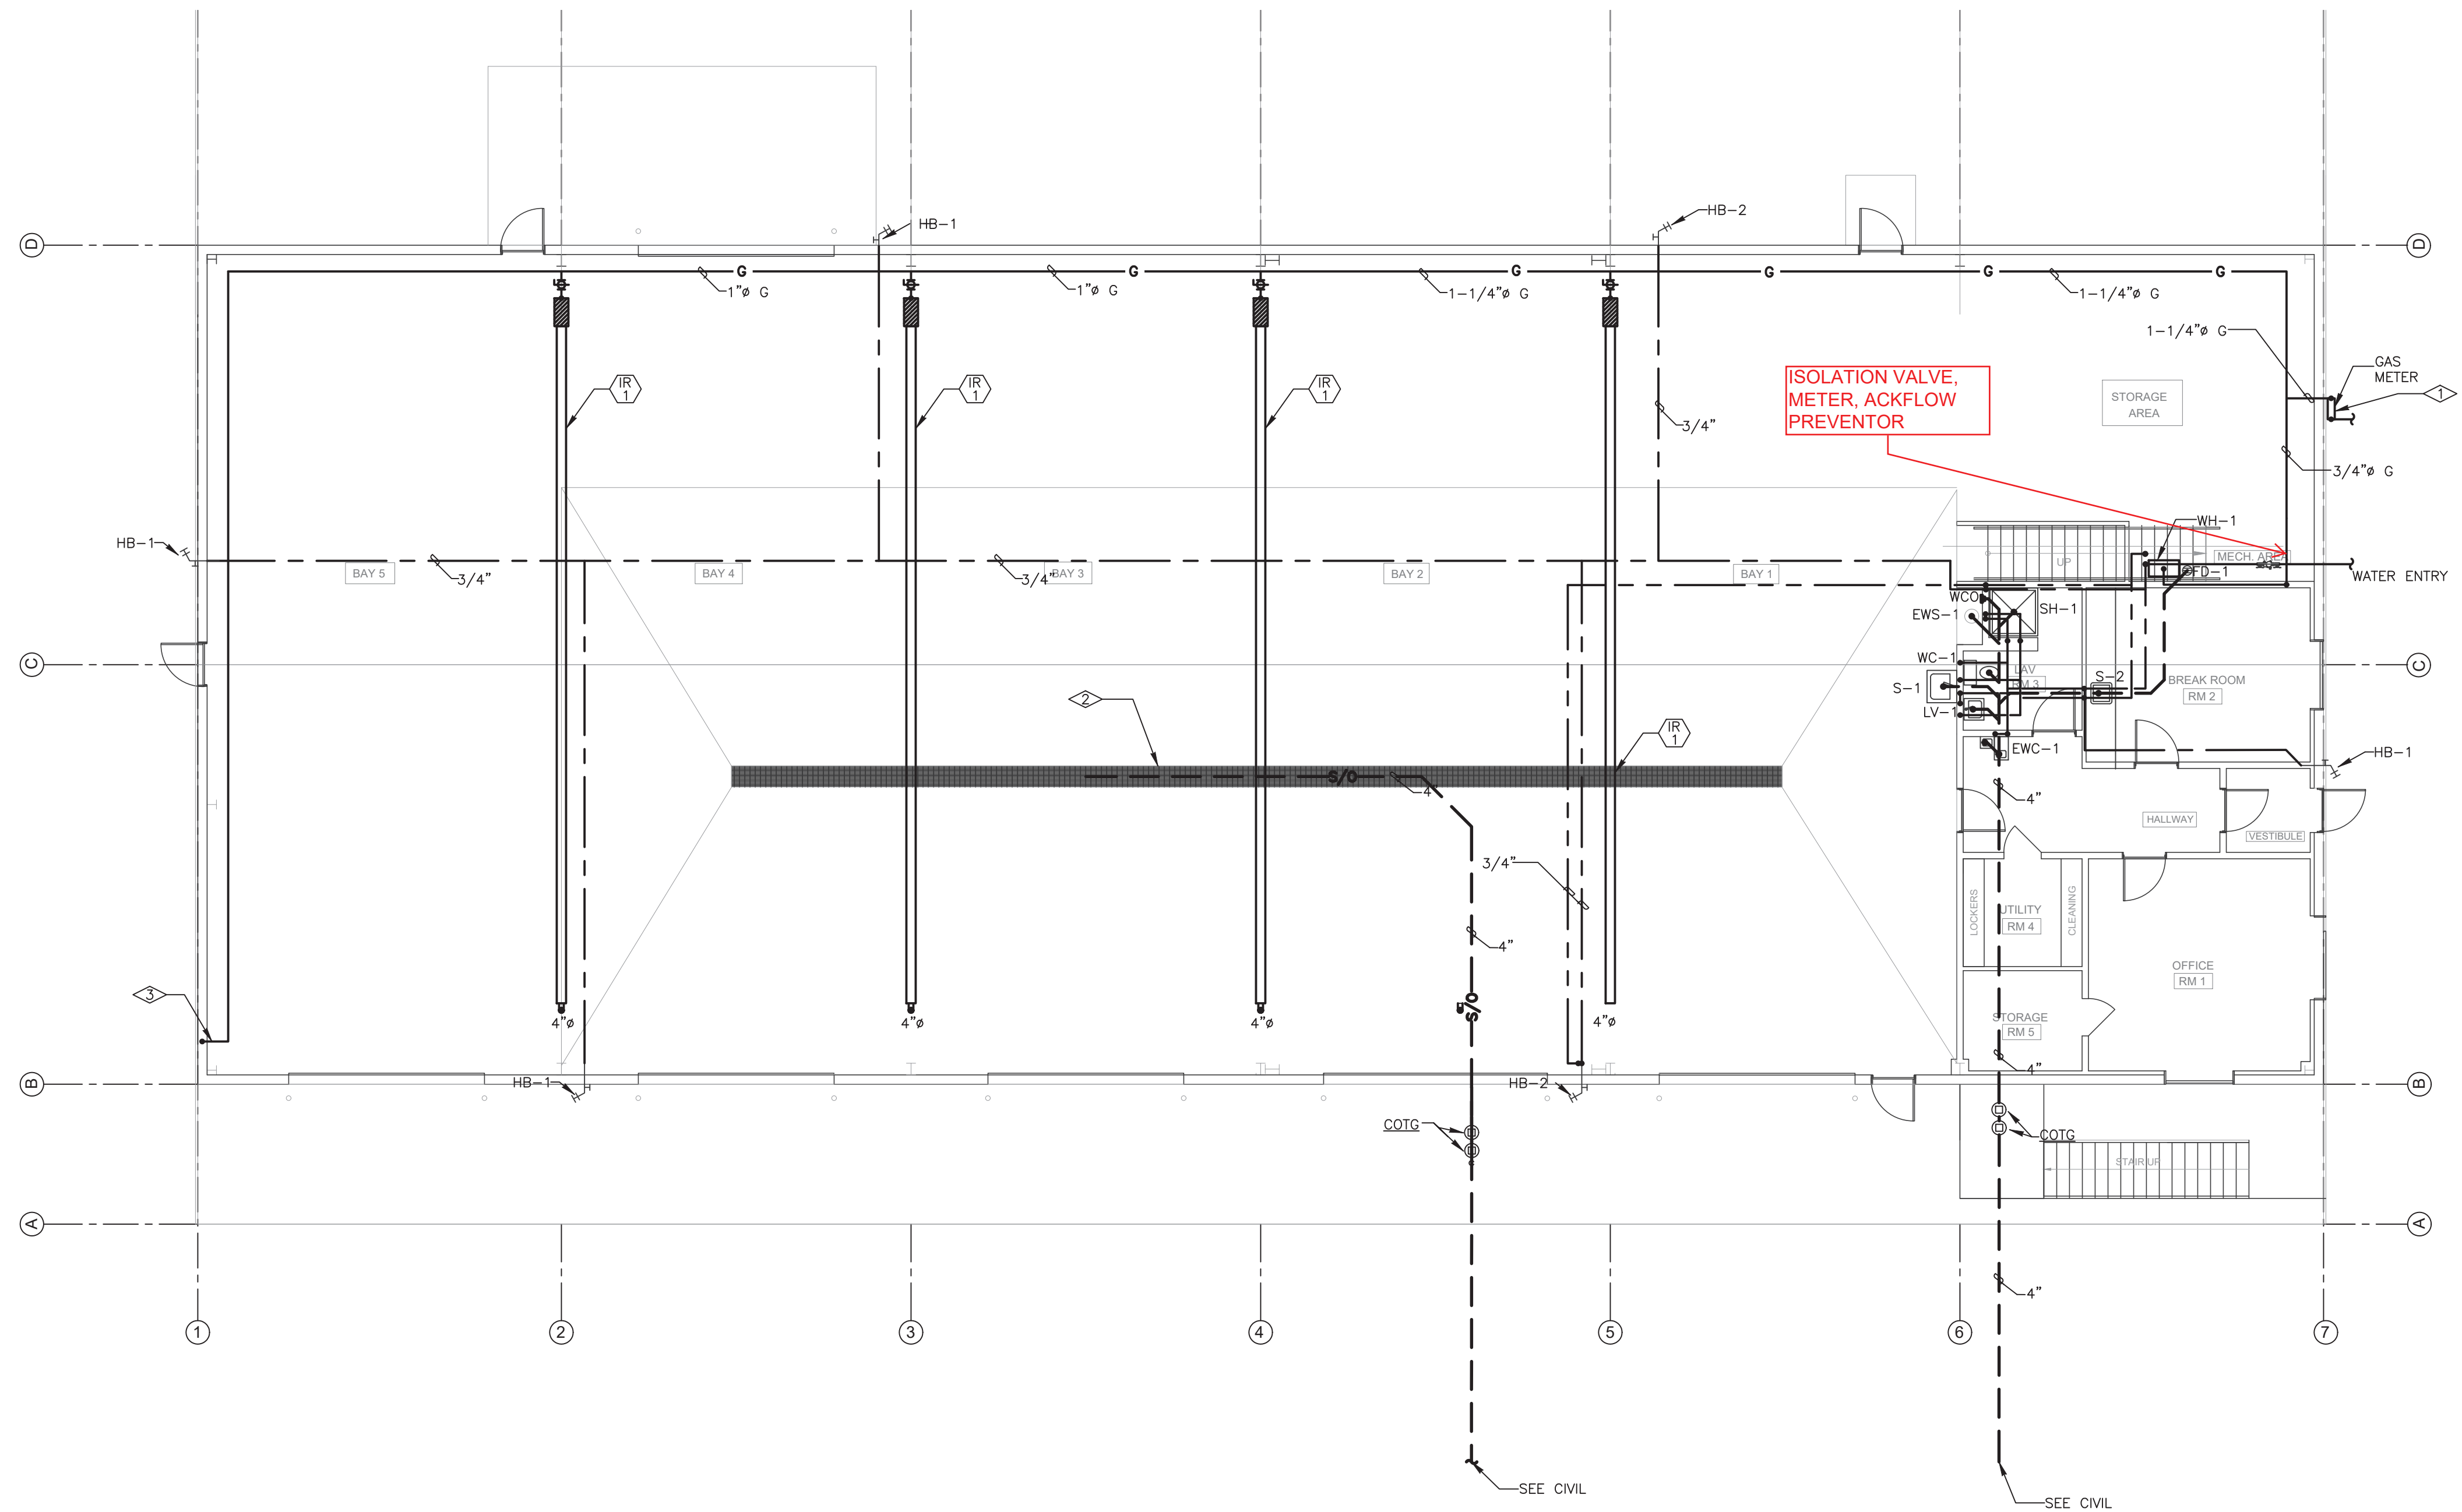 HB-1
HB-2
D
D
G
G
G
G
G
G
1"ø G
1"ø G
1-1/4"ø G
1-1/4"ø G
1-1/4"ø G
GAS
METER
1
IR
1
IR
1
IR
1
ISOLATION VALVE,
METER, ACKFLOW
PREVENTOR
STORAGE
AREA
3/4"
3/4"ø G
HB-1
WH-1
MECH. AREA
UP
FD-1
WATER ENTRY
BAY 5
3/4"
BAY 4
3/4"
BAY 3
BAY 2
BAY 1
WCO
SH-1
EWS-1
C
WC-1
LAV
RM 3
S-1
S-2
BREAK ROOM
RM 2
C
LV-1
2
IR
1
EWC-1
HB-1
S/O
4"
4"
HALLWAY
VESTIBULE
3/4"
LOCKERS
UTILITY
RM 4
CLEANING
4"
OFFICE
RM 1
3
S/O
STORAGE
RM 5
4"ø
4"ø
4"ø
4"ø
4"
B
HB-1
HB-2
B
COTG
COTG
STAIR UP
A
A
4"
1
2
3
4
5
6
7
SEE CIVIL
SEE CIVIL